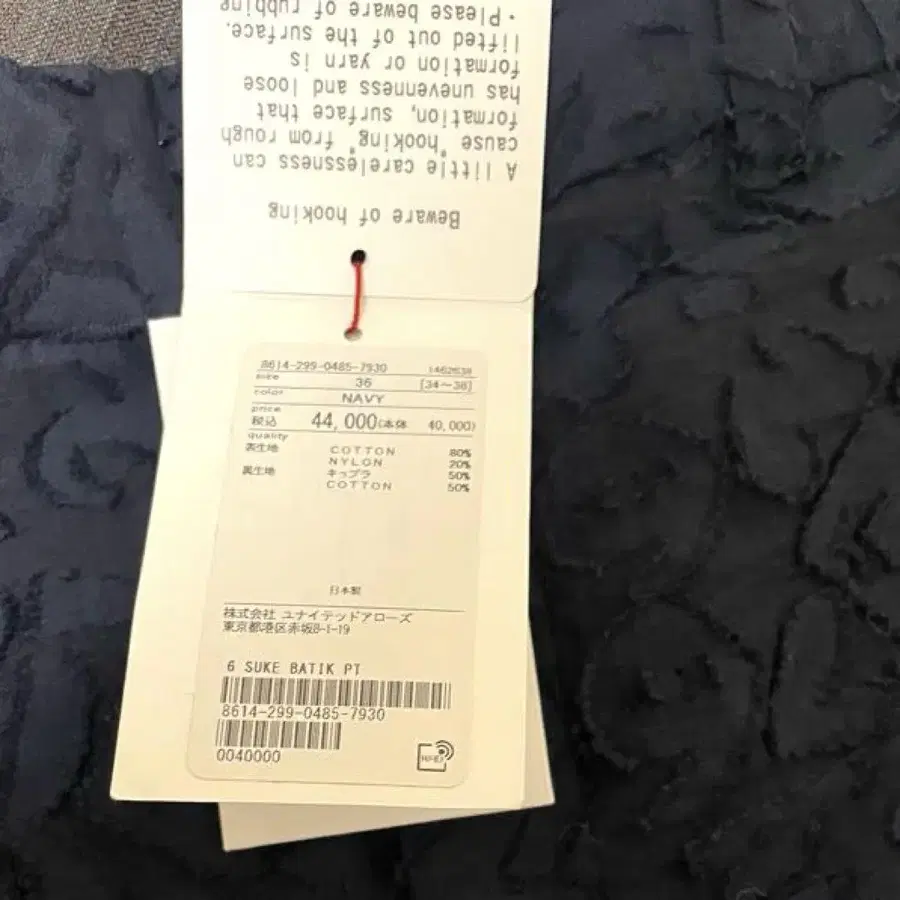 Beware of hooking
A little carelessness can
cause "hooking" from rough
formation, surface that
has unevenness and loose
formation or yarn is
lifted out of the surface.
・Please beware of rubbing
8614-299-0485-7930 1462638
size 36 [34~38]
color NAVY
price
税込 44,000(本体 40,000)
quality
表生地 COTTON 80%
NYLON 20%
裏生地 キュプラ 50%
COTTON 50%
日本製
株式会社 ユナイテッドアローズ
東京都港区赤坂8-1-19
6 SUKE BATIK PT
8614-299-0485-7930
0040000
RFID